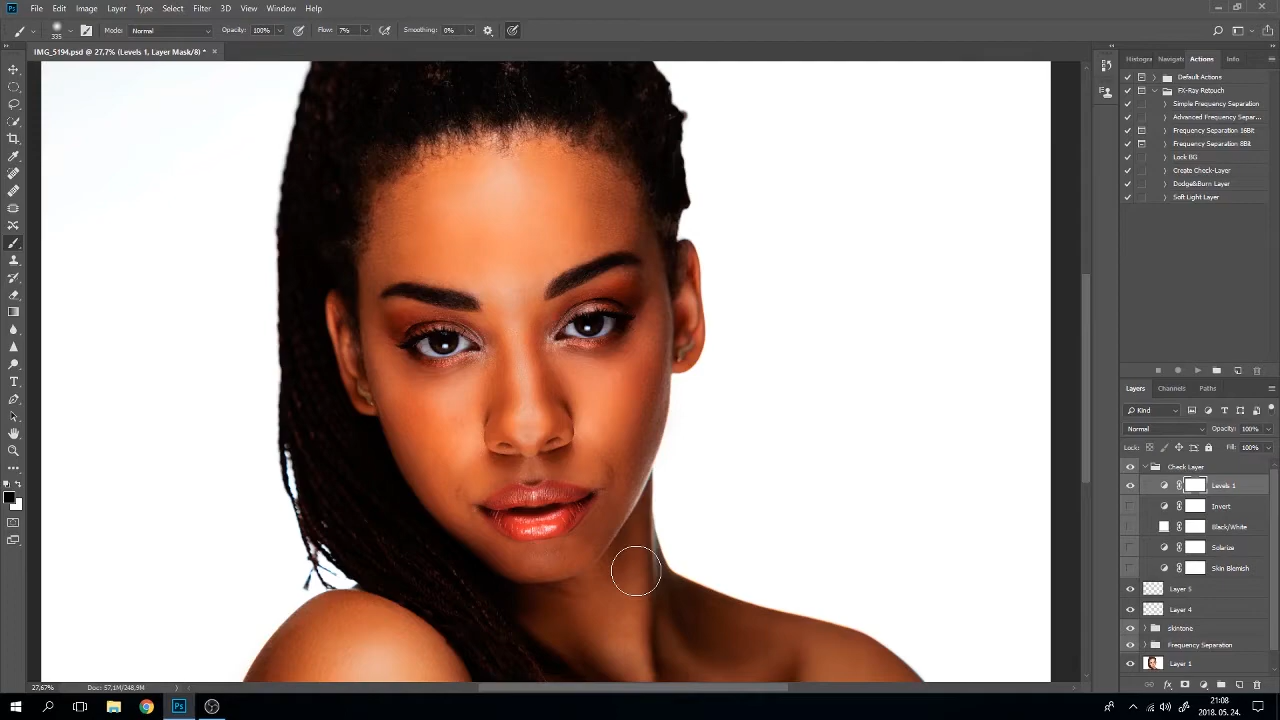 Ps File Edit Image Layer Type Select Filter 3D View Window Help
335 Mode: Normal Opacity: 100% Flow: 7% Smoothing: 0%
IMG_5194.psd @ 27,7% (Levels 1, Layer Mask/8) * ×
Histogra Navigat Actions Info
Default Actions
FX-Ray Retouch
Simple Frequency Separation
Advanced Frequency Separ...
Frequency Separation 16Bit
Frequency Separation 8Bit
Lock BG
Create Check-Layer
Dodge&Burn Layer
Soft Light Layer
Layers Channels Paths
Kind
Normal Opacity: 100%
Lock: Fill: 100%
Check Layer
Levels 1
Invert
Black/White
Solarize
Skin Blemish
Layer 5
Layer 4
skintone
Frequency Separation
Layer 1
27,67% Doc: 57,1M/248,9M
Ps
21:08
2018. 05. 24.